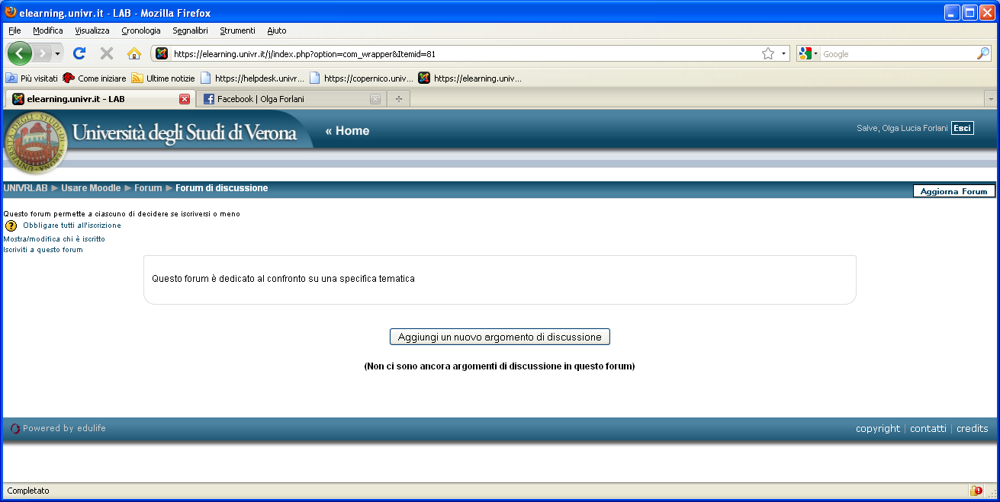 elearning.univr.it - LAB - Mozilla Firefox
File Modifica Visualizza Cronologia Segnalibri Strumenti Aiuto
https://elearning.univr.it/j/index.php?option=com_wrapper&Itemid=81 Google
Più visitati Come iniziare Ultime notizie https://helpdesk.univr... https://copernico.univ... https://elearning.univ...
elearning.univr.it - LAB Facebook | Olga Forlani
Università degli Studi di Verona « Home Salve, Olga Lucia Forlani Esci
UNIVRLAB ► Usare Moodle ► Forum ► Forum di discussione Aggiorna Forum
Questo forum permette a ciascuno di decidere se iscriversi o meno
Obbligare tutti all'iscrizione
Mostra/modifica chi è iscritto
Iscriviti a questo forum
Questo forum è dedicato al confronto su una specifica tematica
Aggiungi un nuovo argomento di discussione
(Non ci sono ancora argomenti di discussione in questo forum)
Powered by edulife copyright | contatti | credits
Completato